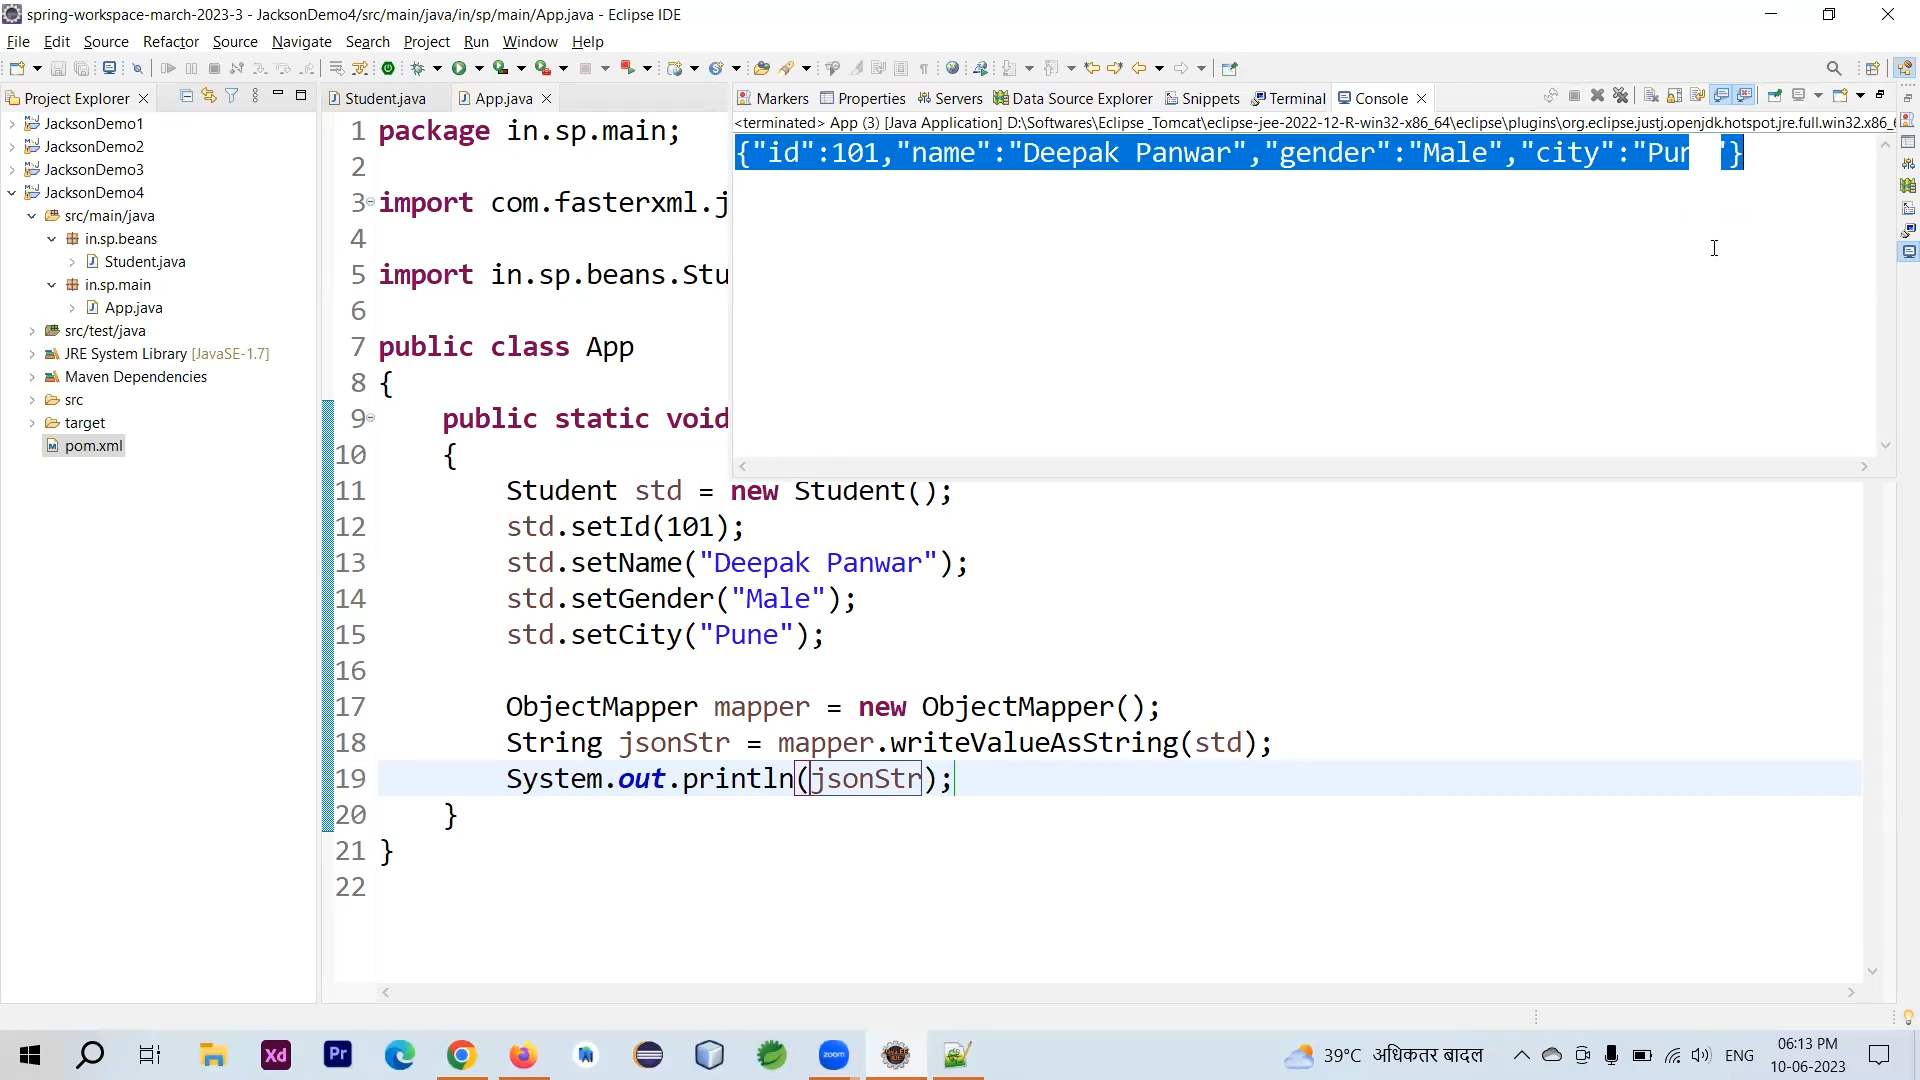 spring-workspace-march-2023-3 - JacksonDemo4/src/main/java/in/sp/main/App.java - Eclipse IDE
File Edit Source Refactor Source Navigate Search Project Run Window Help
Project Explorer
JacksonDemo1
JacksonDemo2
JacksonDemo3
JacksonDemo4
src/main/java
in.sp.beans
Student.java
in.sp.main
App.java
src/test/java
JRE System Library [JavaSE-1.7]
Maven Dependencies
src
target
pom.xml
Student.java App.java
1 package in.sp.main;
2
3 import com.fasterxml.j
4
5 import in.sp.beans.Stu
6
7 public class App
8 {
9 public static void
10 {
11 Student std = new Student();
12 std.setId(101);
13 std.setName("Deepak Panwar");
14 std.setGender("Male");
15 std.setCity("Pune");
16
17 ObjectMapper mapper = new ObjectMapper();
18 String jsonStr = mapper.writeValueAsString(std);
19 System.out.println(jsonStr);
20 }
21 }
22
Markers Properties Servers Data Source Explorer Snippets Terminal Console
<terminated> App (3) [Java Application] D:\Softwares\Eclipse _Tomcat\eclipse-jee-2022-12-R-win32-x86_64\eclipse\plugins\org.eclipse.justj.openjdk.hotspot.jre.full.win32.x86_6
{"id":101,"name":"Deepak Panwar","gender":"Male","city":"Pun "}
Xd Pr zoom
39°C अधिकतर बादल ENG 06:13 PM
10-06-2023